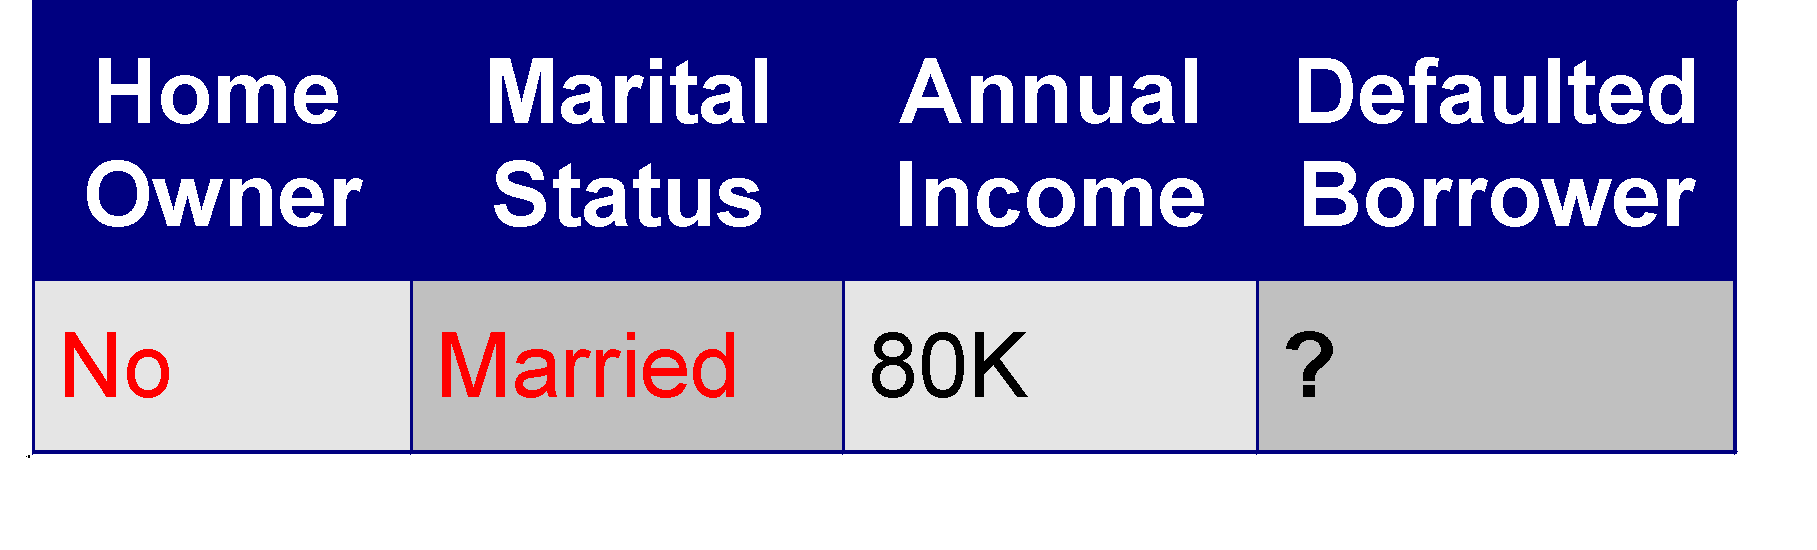 Home Owner Marital Status Annual Income Defaulted Borrower
No Married 80K ?